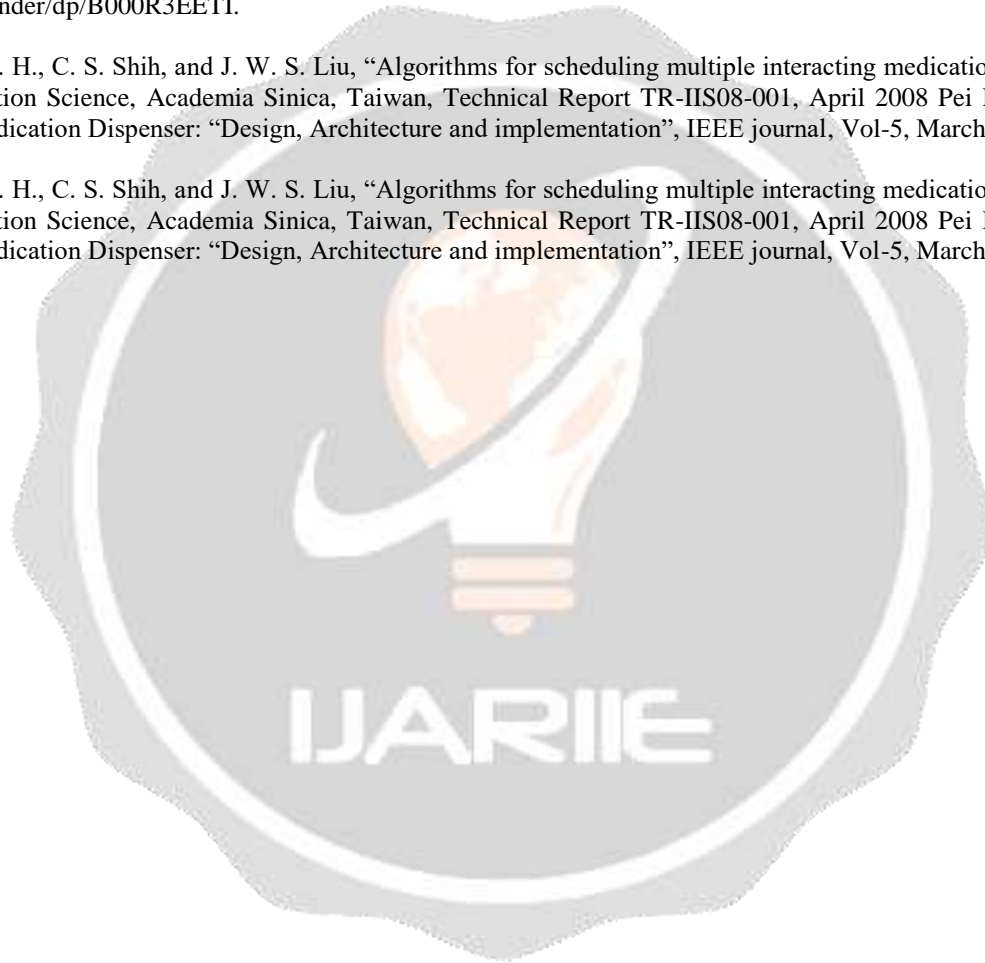 nder/dp/B000R3EETI.
. H., C. S. Shih, and J. W. S. Liu, “Algorithms for scheduling multiple interacting medicatio
tion Science, Academia Sinica, Taiwan, Technical Report TR-IIS08-001, April 2008 Pei
dication Dispenser: “Design, Architecture and implementation”, IEEE journal, Vol-5, March
. H., C. S. Shih, and J. W. S. Liu, “Algorithms for scheduling multiple interacting medicatio
tion Science, Academia Sinica, Taiwan, Technical Report TR-IIS08-001, April 2008 Pei
dication Dispenser: “Design, Architecture and implementation”, IEEE journal, Vol-5, March
IJARIIE